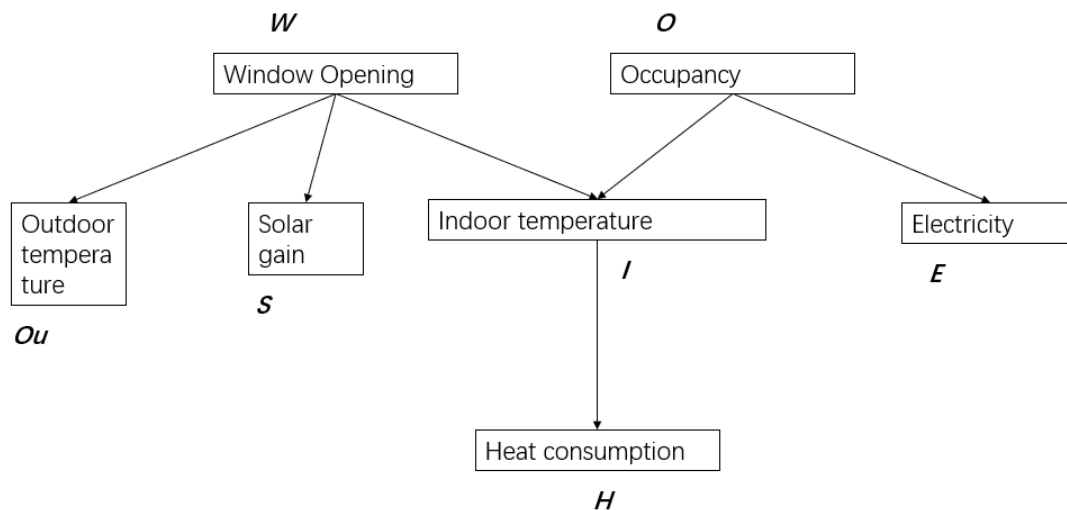 W
O
Window Opening
Occupancy
Outdoor
tempera
ture
Solar
gain
Indoor temperature
Electricity
I
E
S
Ou
Heat consumption
H